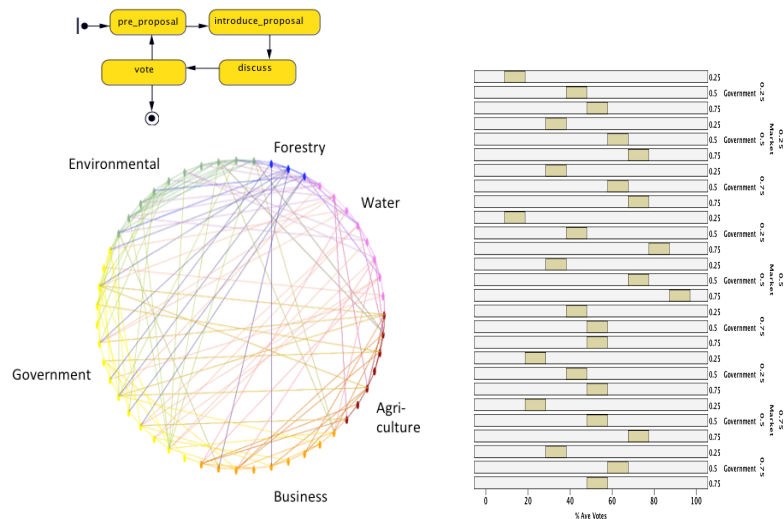 pre_proposal
introduce_proposal
vote
discuss
Forestry
Environmental
Water
Government
Agri-
culture
Business
0.25
0.5 Government 0.25
0.75
0.25
0.5 Government 0.5 Market 0.25
0.75
0.25
0.5 Government 0.75
0.75
0.25
0.5 Government 0.25
0.75
0.25
0.5 Government 0.5 Market 0.5
0.75
0.25
0.5 Government 0.75
0.75
0.25
0.5 Government 0.25
0.75
0.25
0.5 Government 0.5 Market 0.75
0.75
0.25
0.5 Government 0.75
0.75
0 20 40 60 80 100
% Ave Votes